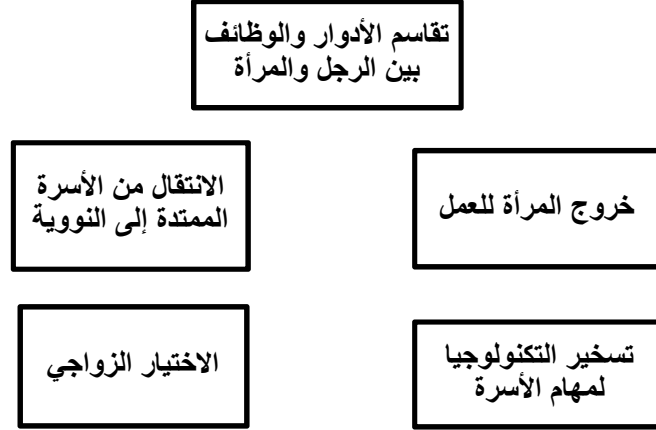 تقاسم الأدوار والوظائف
بين الرجل والمرأة
خروج المرأة للعمل
الانتقال من الأسرة
الممتدة إلى النووية
تسخير التكنولوجيا
لمهام الأسرة
الاختيار الزواجي